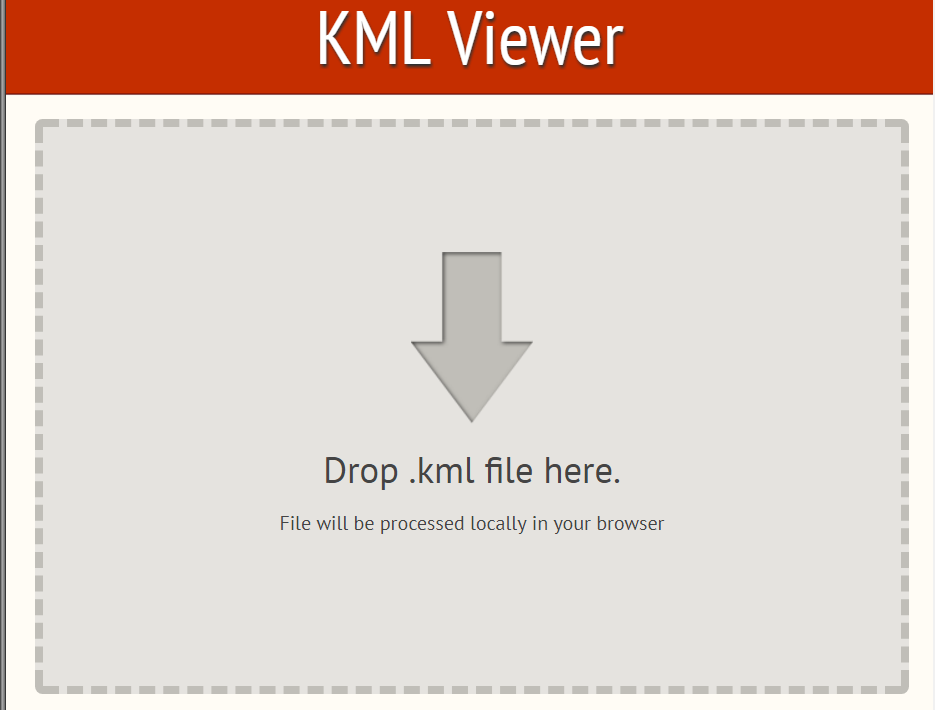 KML Viewer
Drop .kml file here.
File will be processed locally in your browser